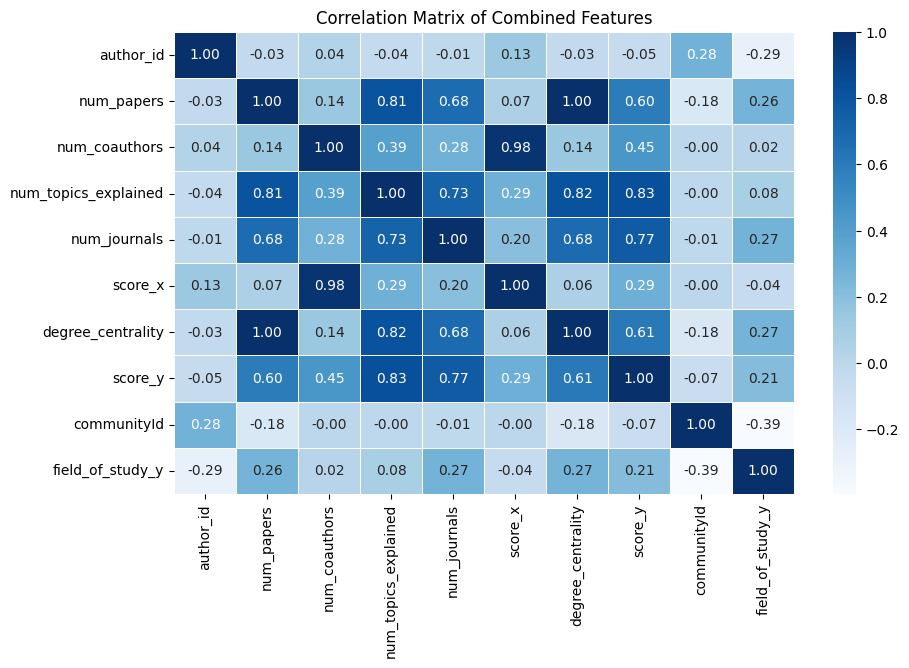 Correlation Matrix of Combined Features
author_id 1.00 -0.03 0.04 -0.04 -0.01 0.13 -0.03 -0.05 0.28 -0.29
num_papers -0.03 1.00 0.14 0.81 0.68 0.07 1.00 0.60 -0.18 0.26
num_coauthors 0.04 0.14 1.00 0.39 0.28 0.98 0.14 0.45 -0.00 0.02
num_topics_explained -0.04 0.81 0.39 1.00 0.73 0.29 0.82 0.83 -0.00 0.08
num_journals -0.01 0.68 0.28 0.73 1.00 0.20 0.68 0.77 -0.01 0.27
score_x 0.13 0.07 0.98 0.29 0.20 1.00 0.06 0.29 -0.00 -0.04
degree_centrality -0.03 1.00 0.14 0.82 0.68 0.06 1.00 0.61 -0.18 0.27
score_y -0.05 0.60 0.45 0.83 0.77 0.29 0.61 1.00 -0.07 0.21
communityId 0.28 -0.18 -0.00 -0.00 -0.01 -0.00 -0.18 -0.07 1.00 -0.39
field_of_study_y -0.29 0.26 0.02 0.08 0.27 -0.04 0.27 0.21 -0.39 1.00
author_id
num_papers
num_coauthors
num_topics_explained
num_journals
score_x
degree_centrality
score_y
communityId
field_of_study_y
1.0
0.8
0.6
0.4
0.2
0.0
-0.2